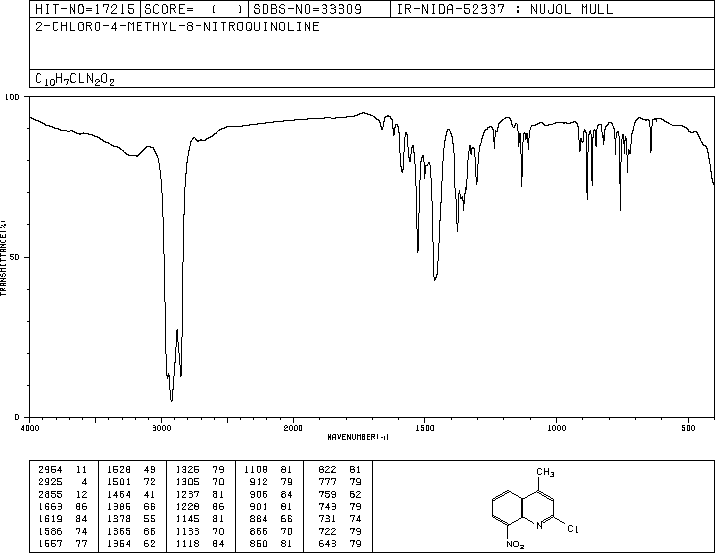 HIT-NO=17215 SCORE= ( ) SDBS-NO=33309 IR-NIDA-52337 : NUJOL MULL
2-CHLORO-4-METHYL-8-NITROQUINOLINE
C10H7CLN2O2
100
50
0
TRANSMITTANCE(%)
4000 3000 2000 1500 1000 500
WAVENUMBER(-1)
2954 11 1528 49 1326 79 1108 81 822 81
2925 4 1501 72 1305 70 912 79 777 79
2855 12 1464 41 1237 81 906 84 759 62
1663 86 1386 66 1228 86 901 81 743 79
1619 84 1378 55 1145 81 884 66 731 74
1586 74 1365 66 1133 70 866 70 722 79
1557 77 1354 62 1118 84 850 81 643 79
CH3
N
Cl
NO2